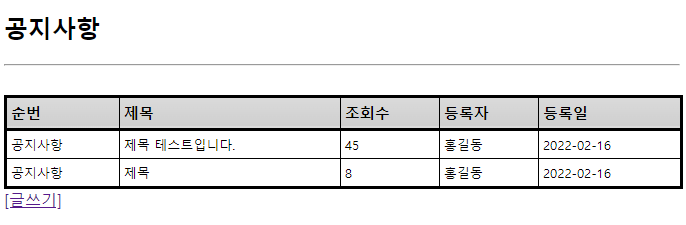 공지사항
순번 제목 조회수 등록자 등록일
공지사항 제목 테스트입니다. 45 홍길동 2022-02-16
공지사항 제목 8 홍길동 2022-02-16
[글쓰기]